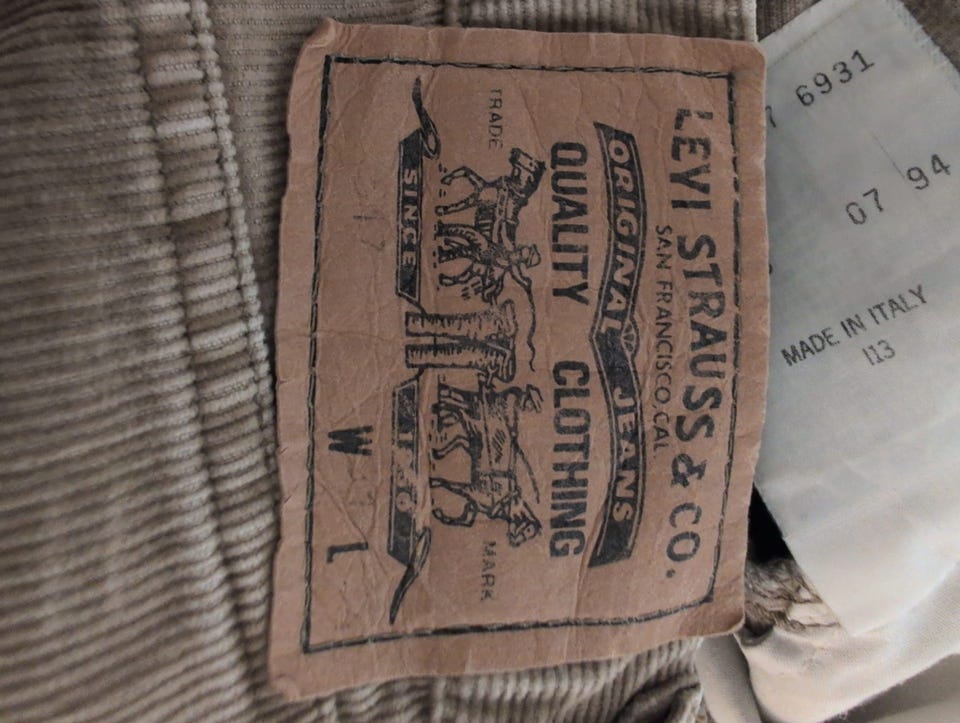 LEVI STRAUSS & CO.
SAN FRANCISCO, CAL
ORIGINAL JEANS
QUALITY CLOTHING
TRADE MARK
SINCE
W L
6931
07 94
MADE IN ITALY
113